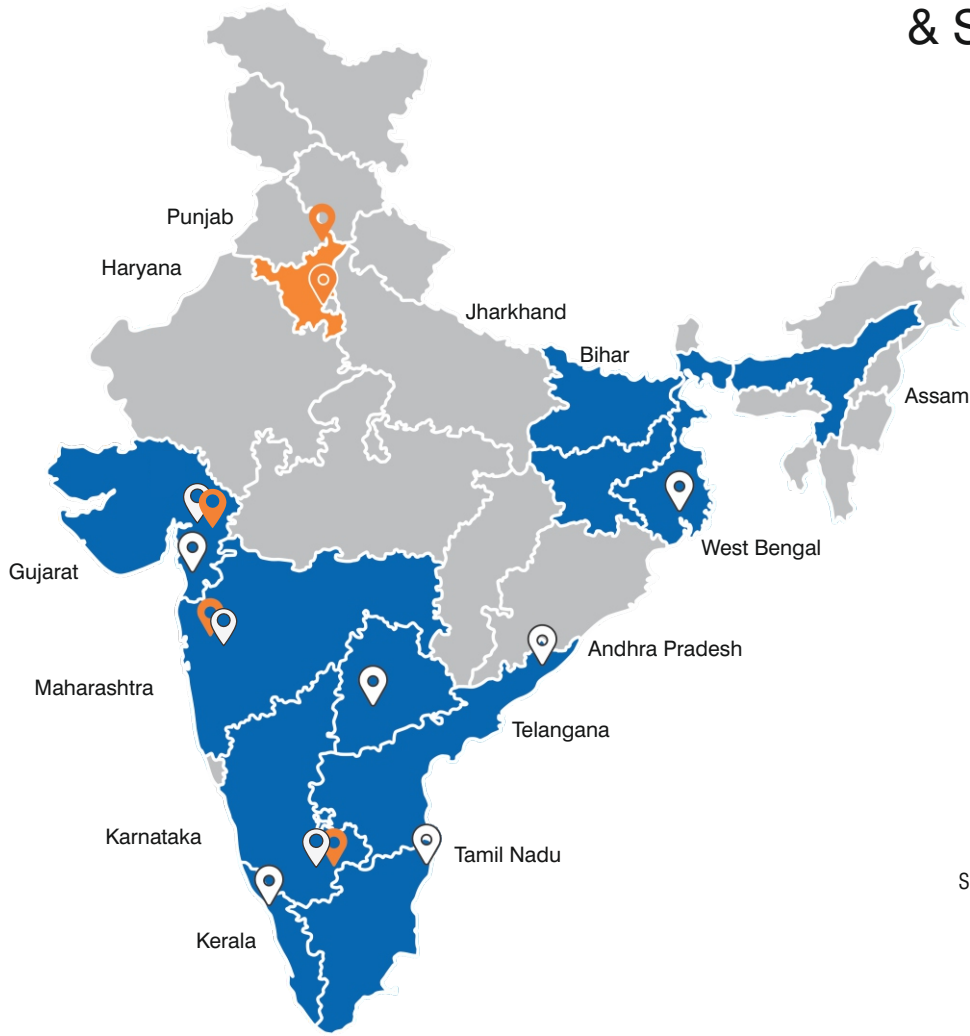 & S
Punjab
Haryana
Jharkhand
Bihar
Assam
West Bengal
Gujarat
Andhra Pradesh
Maharashtra
Telangana
Karnataka
Tamil Nadu
S
Kerala